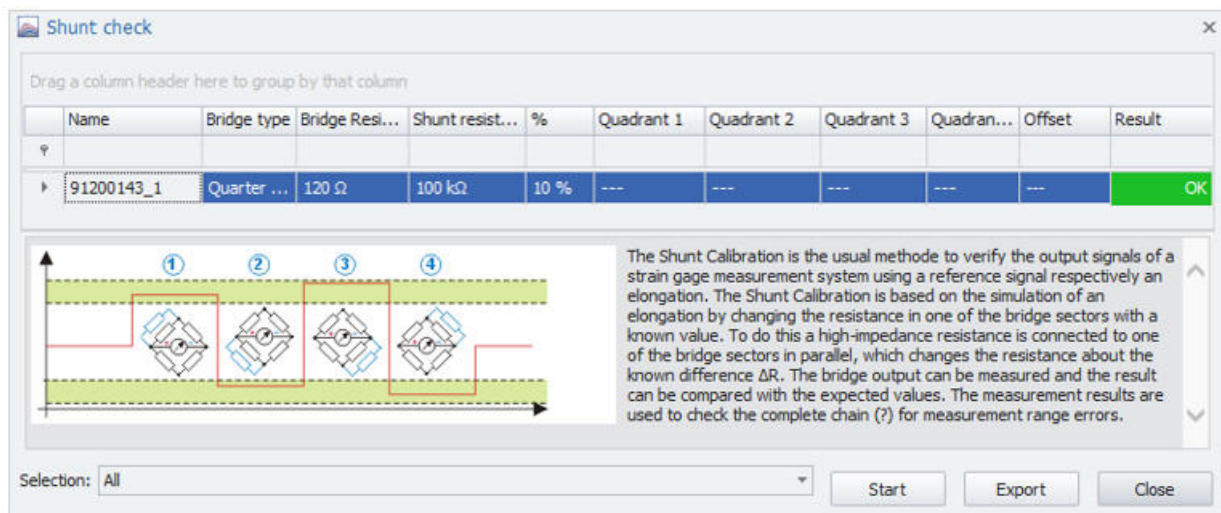 Shunt check
Drag a column header here to group by that column
Name Bridge type Bridge Resi... Shunt resist... % Quadrant 1 Quadrant 2 Quadrant 3 Quadran... Offset Result
91200143_1 Quarter ... 120 Ω 100 kΩ 10 % --- --- --- --- --- OK
1 2 3 4
The Shunt Calibration is the usual methode to verify the output signals of a
strain gage measurement system using a reference signal respectively an
elongation. The Shunt Calibration is based on the simulation of an
elongation by changing the resistance in one of the bridge sectors with a
known value. To do this a high-impedance resistance is connected to one
of the bridge sectors in parallel, which changes the resistance about the
known difference ΔR. The bridge output can be measured and the result
can be compared with the expected values. The measurement results are
used to check the complete chain (?) for measurement range errors.
Selection: All Start Export Close